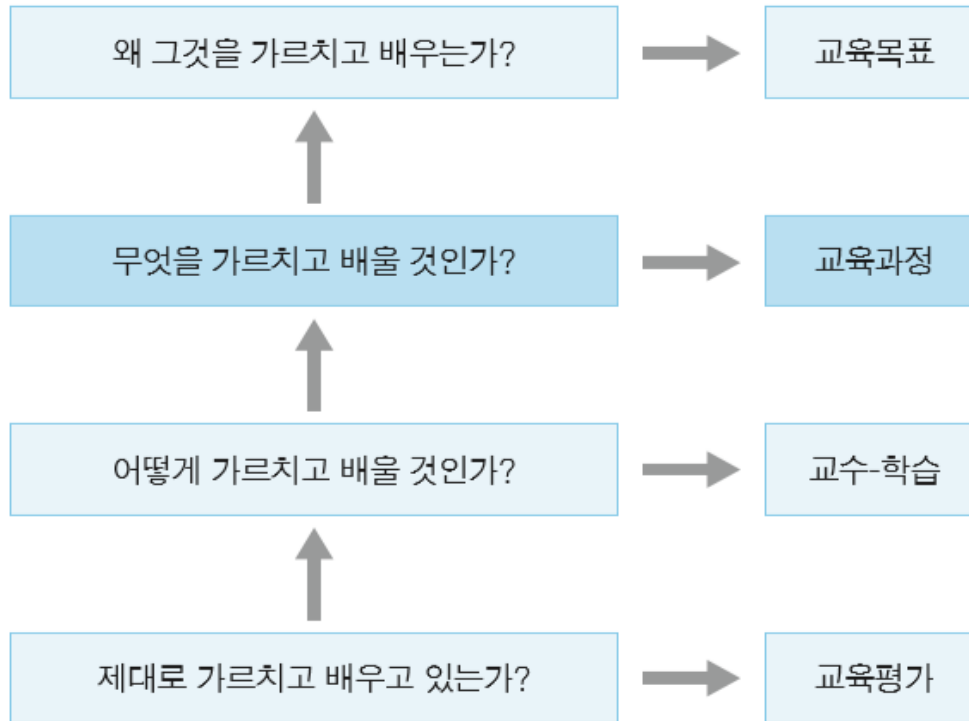 왜 그것을 가르치고 배우는가?
교육목표
무엇을 가르치고 배울 것인가?
교육과정
어떻게 가르치고 배울 것인가?
교수-학습
제대로 가르치고 배우고 있는가?
교육평가